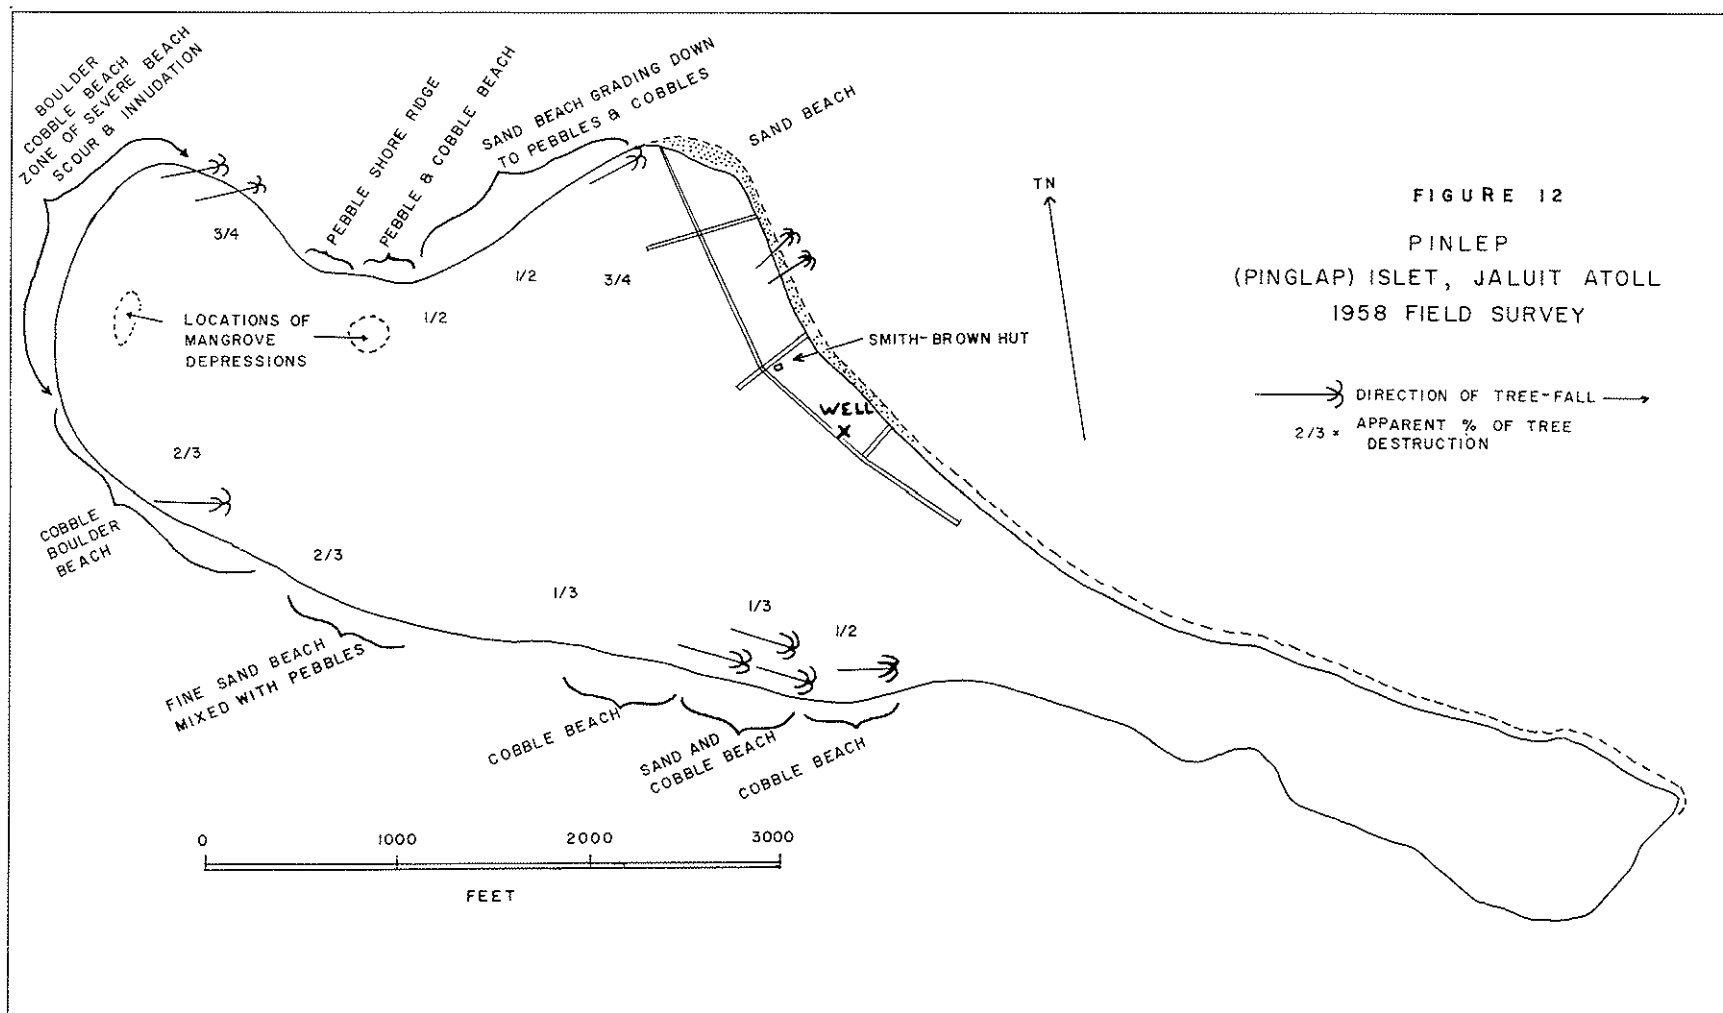 BOULDER
COBBLE BEACH
ZONE OF SEVERE BEACH
SCOUR & INNUDATION
PEBBLE SHORE RIDGE
PEBBLE & COBBLE BEACH
SAND BEACH GRADING DOWN
TO PEBBLES & COBBLES
SAND BEACH
TN
FIGURE 12
PINLEP
(PINGLAP) ISLET, JALUIT ATOLL
1958 FIELD SURVEY
DIRECTION OF TREE-FALL
2/3 = APPARENT % OF TREE
DESTRUCTION
3/4
1/2
3/4
1/2
LOCATIONS OF
MANGROVE
DEPRESSIONS
SMITH-BROWN HUT
WELL
X
2/3
COBBLE
BOULDER
BEACH
2/3
1/3
1/3
1/2
FINE SAND BEACH
MIXED WITH PEBBLES
COBBLE BEACH
SAND AND
COBBLE BEACH
COBBLE BEACH
0 1000 2000 3000
FEET